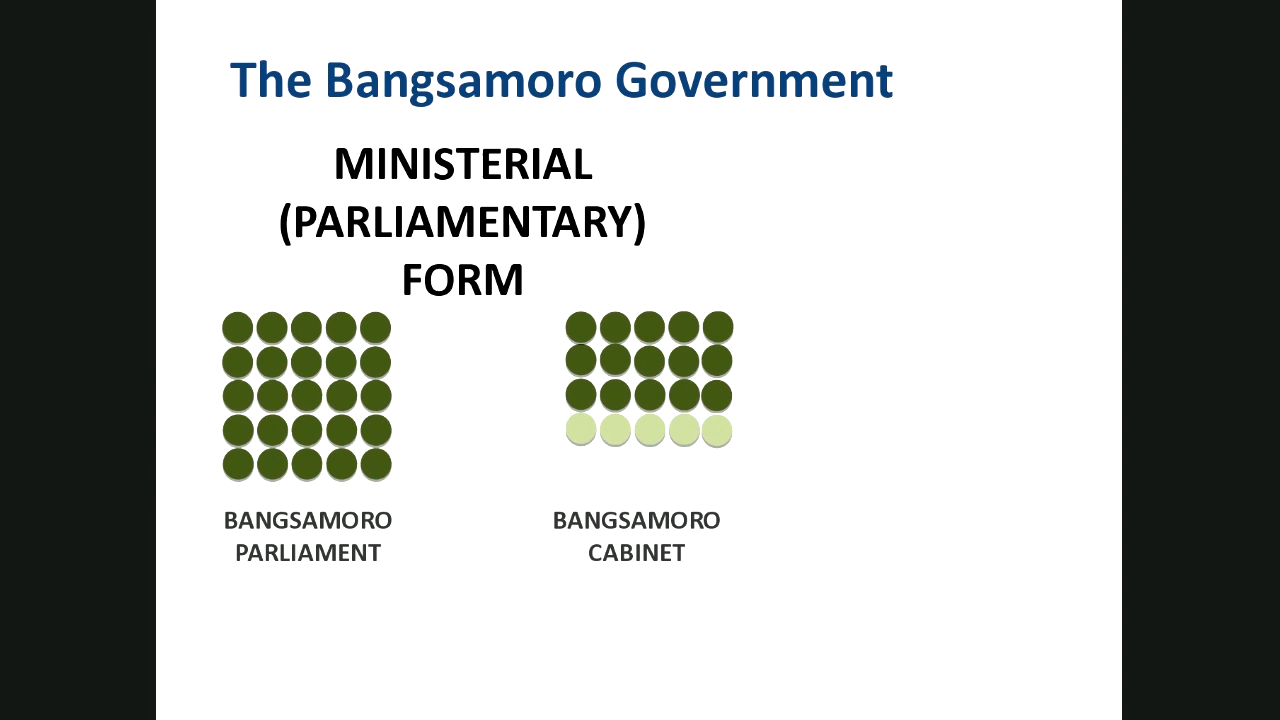 The Bangsamoro Government
MINISTERIAL
(PARLIAMENTARY)
FORM
BANGSAMORO
PARLIAMENT
BANGSAMORO
CABINET